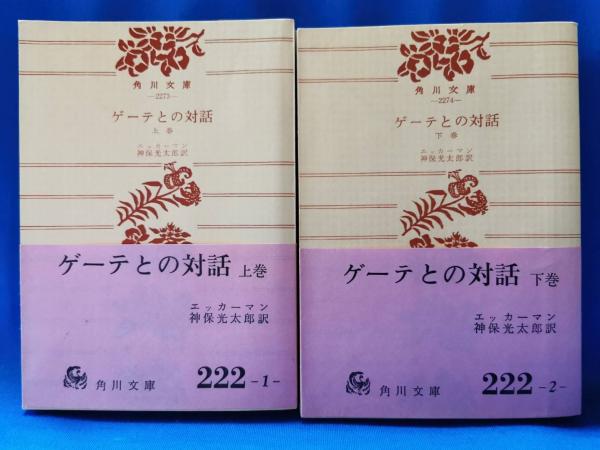 角川文庫
—2273—
ゲーテとの対話
上巻
エッカーマン
神保光太郎訳
ゲーテとの対話 上巻
エッカーマン
神保光太郎訳
角川文庫 222 -1-
角川文庫
—2274—
ゲーテとの対話
下巻
エッカーマン
神保光太郎訳
ゲーテとの対話 下巻
エッカーマン
神保光太郎訳
角川文庫 222 -2-